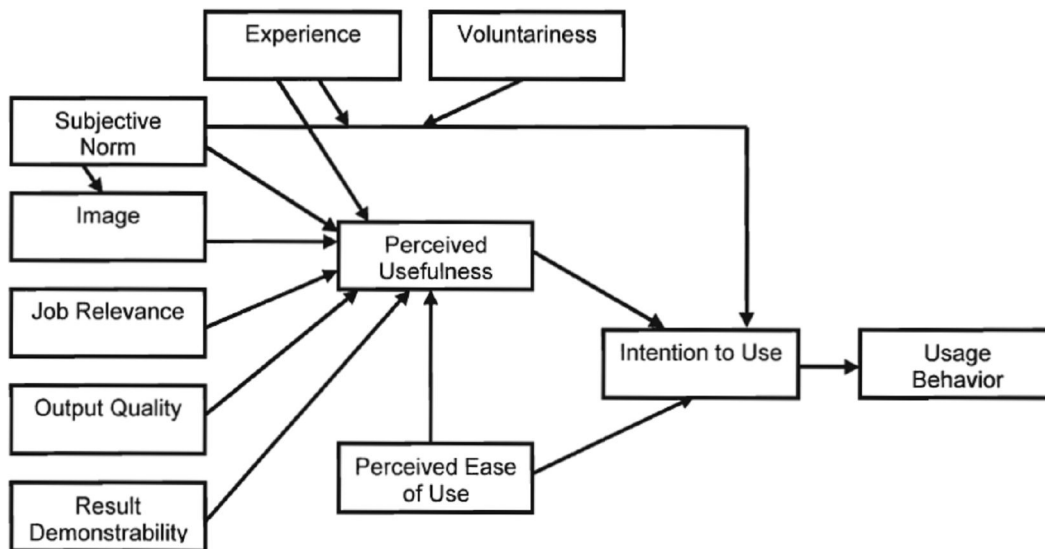 Experience
Voluntariness
Subjective
Norm
Image
Perceived
Usefulness
Job Relevance
Intention to Use
Usage
Behavior
Output Quality
Perceived Ease
of Use
Result
Demonstrability